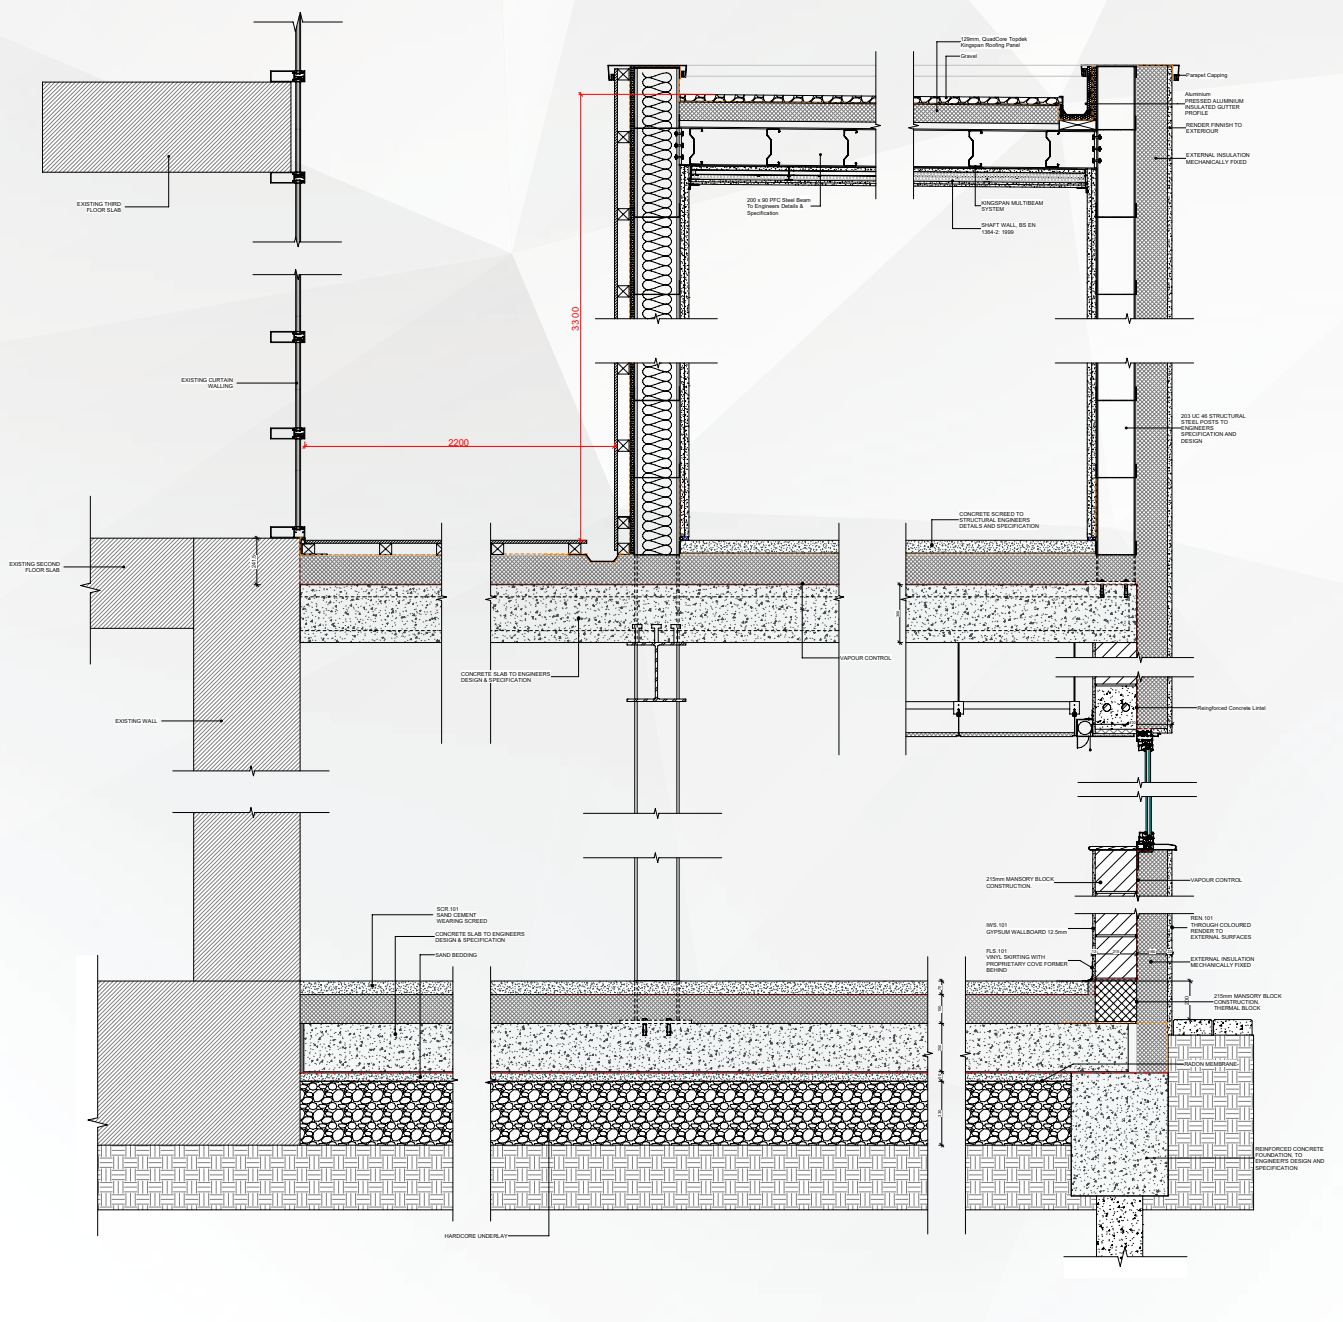 129mm, QuadCore Topdek
Kingapan Roofing Panel
Gravel
Parapet Capping
Aluminium
PRESSED ALUMINIUM
INSULATED GUTTER
PROFILE
RENDER FINNISH TO
EXTERIOUR
EXTERNAL INSULATION
MECHANICALLY FIXED
EXISTING THIRD
FLOOR SLAB
200 x 90 PFC Steel Beam
To Engineers Details &
Specification
KINGSPAN MULTIBEAM
SYSTEM
SHAFT WALL, BS EN
1364-2: 1999
3300
EXISTING CURTAIN
WALLING
2200
203 UC 46 STRUCTURAL
STEEL POSTS TO
ENGINEERS
SPECIFICATION AND
DESIGN
CONCRETE SCREED TO
STRUCTURAL ENGINEERS
DETAILS AND SPECIFICATION
EXISTING SECOND
FLOOR SLAB
VAPOUR CONTROL
CONCRETE SLAB TO ENGINEERS
DESIGN & SPECIFICATION
EXISTING WALL
Reingforced Concrete Lintel
215mm MANSORY BLOCK
CONSTRUCTION.
VAPOUR CONTROL
SCR.101
SAND CEMENT
WEARING SCREED
CONCRETE SLAB TO ENGINEERS
DESIGN & SPECIFICATION
SAND BEDDING
IWS.101
GYPSUM WALLBOARD 12.5mm
FLS.101
VINYL SKIRTING WITH
PROPRIETARY COVE FORMER
BEHIND
REN.101
THROUGH COLOURED
RENDER TO
EXTERNAL SURFACES
EXTERNAL INSULATION
MECHANICALLY FIXED
215mm MANSORY BLOCK
CONSTRUCTION
THERMAL BLOCK
200
RADON MEMBRANE
REINFORCED CONCRETE
FOUNDATION, TO
ENGINEER'S DESIGN AND
SPECIFICATION
HARDCORE UNDERLAY